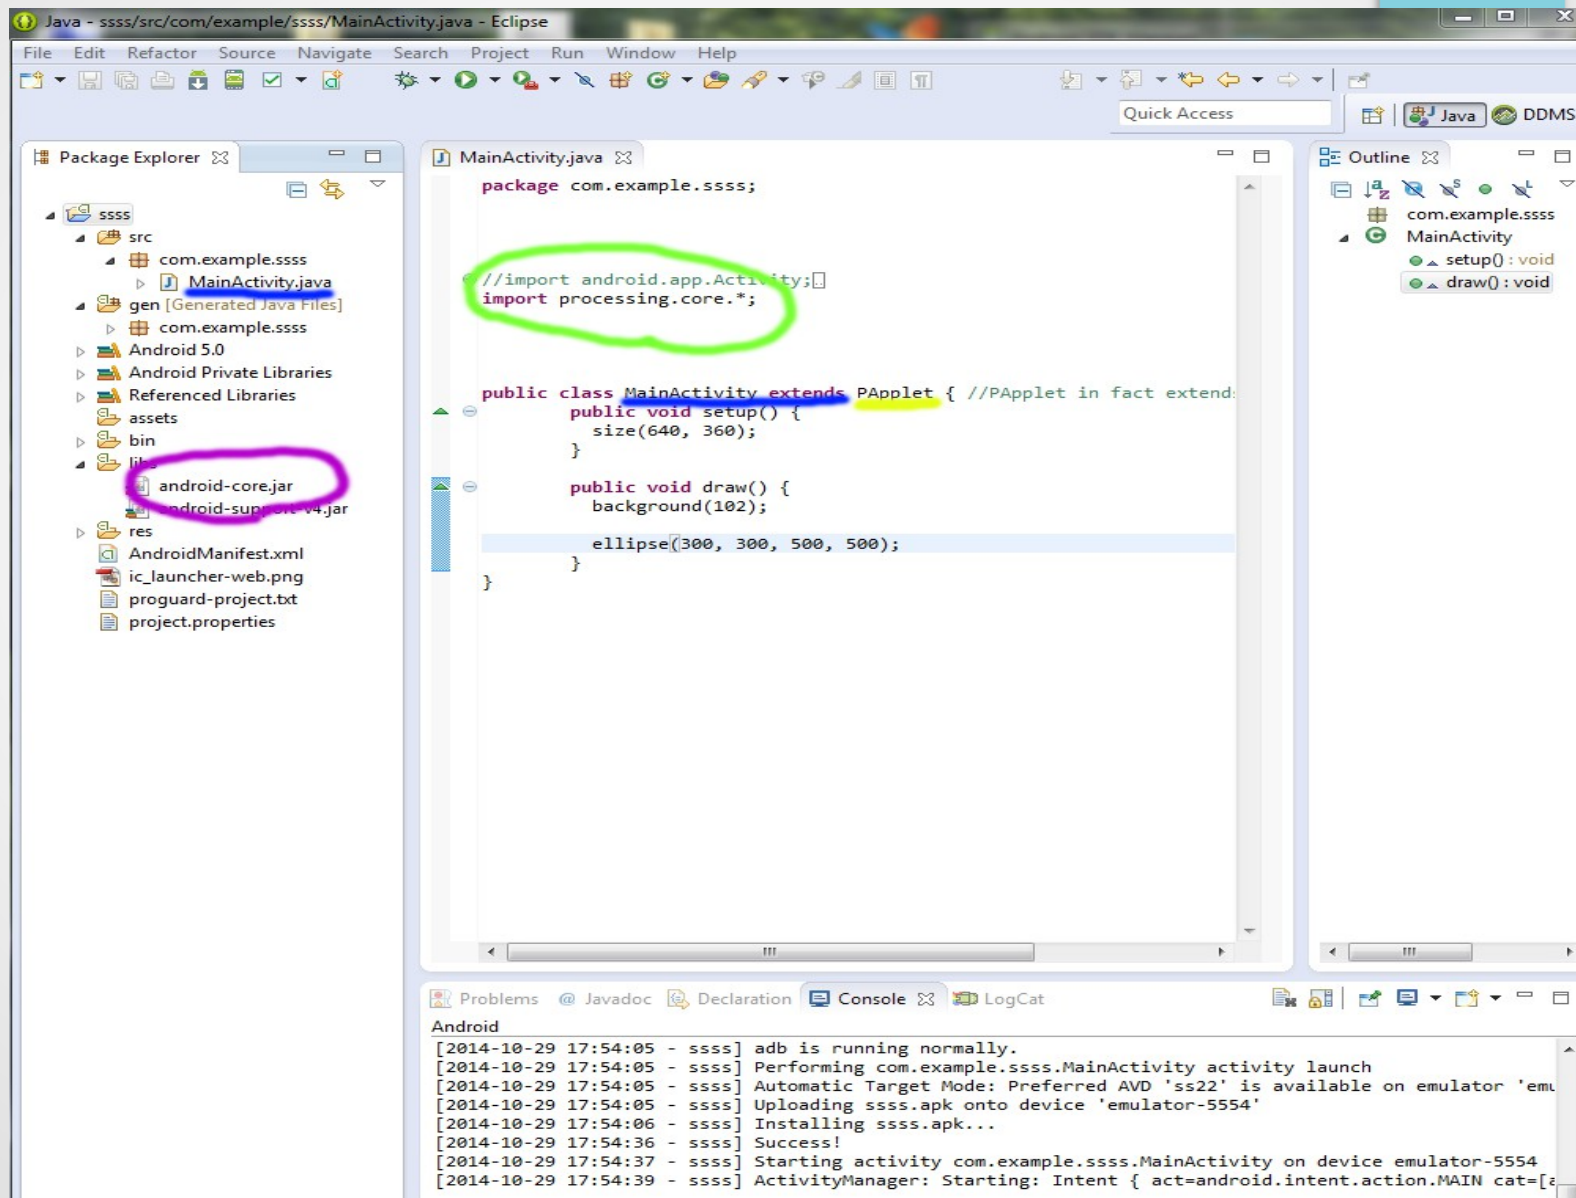 Java - ssss/src/com/example/ssss/MainActivity.java - Eclipse
File Edit Refactor Source Navigate Search Project Run Window Help
Quick Access
Java
DDMS
Package Explorer
ssss
src
com.example.ssss
MainActivity.java
gen [Generated Java Files]
com.example.ssss
Android 5.0
Android Private Libraries
Referenced Libraries
assets
bin
libs
android-core.jar
android-support-v4.jar
res
AndroidManifest.xml
ic_launcher-web.png
proguard-project.txt
project.properties
MainActivity.java
package com.example.ssss;
//import android.app.Activity;
import processing.core.*;
public class MainActivity extends PApplet { //PApplet in fact extend
public void setup() {
size(640, 360);
}
public void draw() {
background(102);
ellipse(300, 300, 500, 500);
}
}
Outline
com.example.ssss
MainActivity
setup() : void
draw() : void
Problems @ Javadoc Declaration Console LogCat
Android
[2014-10-29 17:54:05 - ssss] adb is running normally.
[2014-10-29 17:54:05 - ssss] Performing com.example.ssss.MainActivity activity launch
[2014-10-29 17:54:05 - ssss] Automatic Target Mode: Preferred AVD 'ss22' is available on emulator 'emu
[2014-10-29 17:54:05 - ssss] Uploading ssss.apk onto device 'emulator-5554'
[2014-10-29 17:54:06 - ssss] Installing ssss.apk...
[2014-10-29 17:54:36 - ssss] Success!
[2014-10-29 17:54:37 - ssss] Starting activity com.example.ssss.MainActivity on device emulator-5554
[2014-10-29 17:54:39 - ssss] ActivityManager: Starting: Intent { act=android.intent.action.MAIN cat=[a